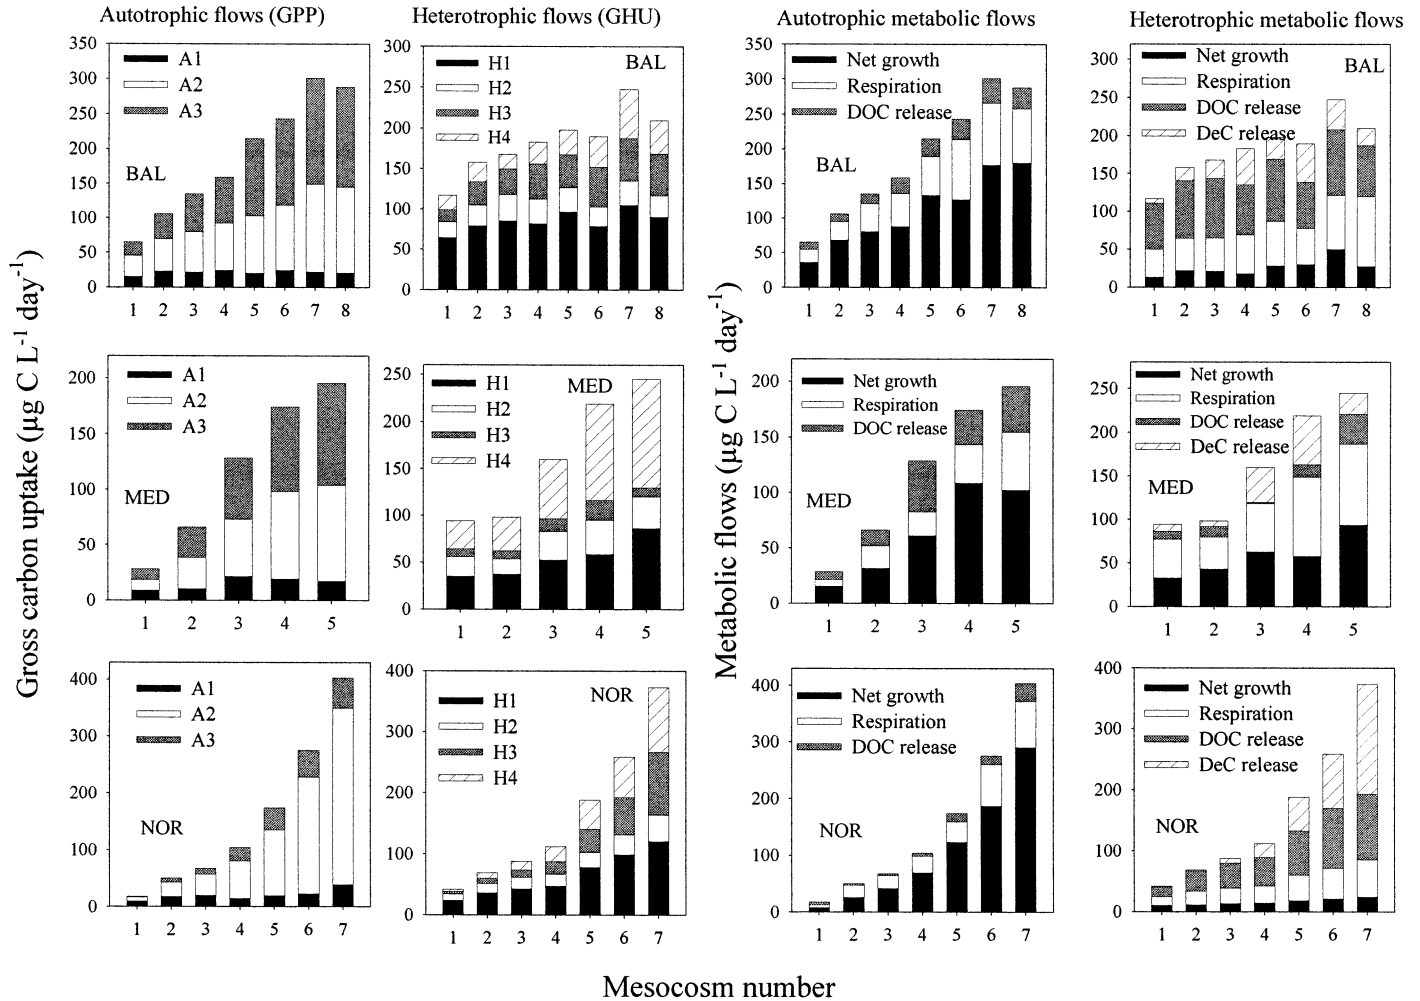 Autotrophic flows (GPP)
Heterotrophic flows (GHU)
Autotrophic metabolic flows
Heterotrophic metabolic flows
Gross carbon uptake (µg C L-1 day-1)
Metabolic flows (µg C L-1 day-1)
350
300
250
200
150
100
50
0
A1
A2
A3
BAL
1 2 3 4 5 6 7 8
300
250
200
150
100
50
0
H1
H2
H3
H4
BAL
1 2 3 4 5 6 7 8
350
300
250
200
150
100
50
0
Net growth
Respiration
DOC release
BAL
1 2 3 4 5 6 7 8
300
250
200
150
100
50
0
Net growth
Respiration
DOC release
DeC release
BAL
1 2 3 4 5 6 7 8
200
150
100
50
0
A1
A2
A3
MED
1 2 3 4 5
250
200
150
100
50
0
H1
H2
H3
H4
MED
1 2 3 4 5
200
150
100
50
0
Net growth
Respiration
DOC release
MED
1 2 3 4 5
250
200
150
100
50
0
Net growth
Respiration
DOC release
DeC release
MED
1 2 3 4 5
400
300
200
100
0
A1
A2
A3
NOR
1 2 3 4 5 6 7
400
300
200
100
0
H1
H2
H3
H4
NOR
1 2 3 4 5 6 7
400
300
200
100
0
Net growth
Respiration
DOC release
NOR
1 2 3 4 5 6 7
400
300
200
100
0
Net growth
Respiration
DOC release
DeC release
NOR
1 2 3 4 5 6 7
Mesocosm number